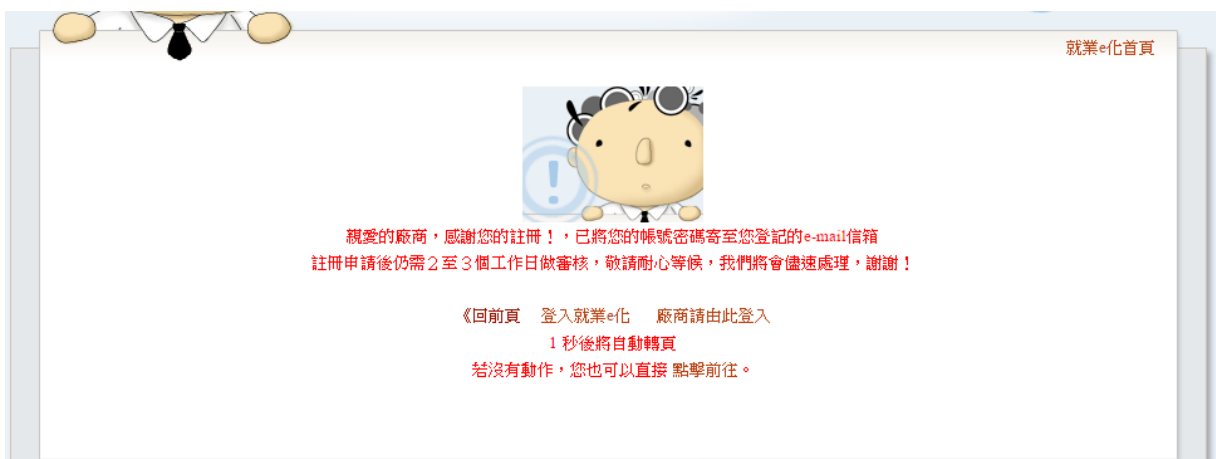 就業e化首頁
親愛的廠商，感謝您的註冊！，已將您的帳號密碼寄至您登記的e-mail信箱
註冊申請後仍需２至３個工作日做審核，敬請耐心等候，我們將會儘速處理，謝謝！
《回前頁 登入就業e化 廠商請由此登入
1 秒後將自動轉頁
若沒有動作，您也可以直接 點擊前往。